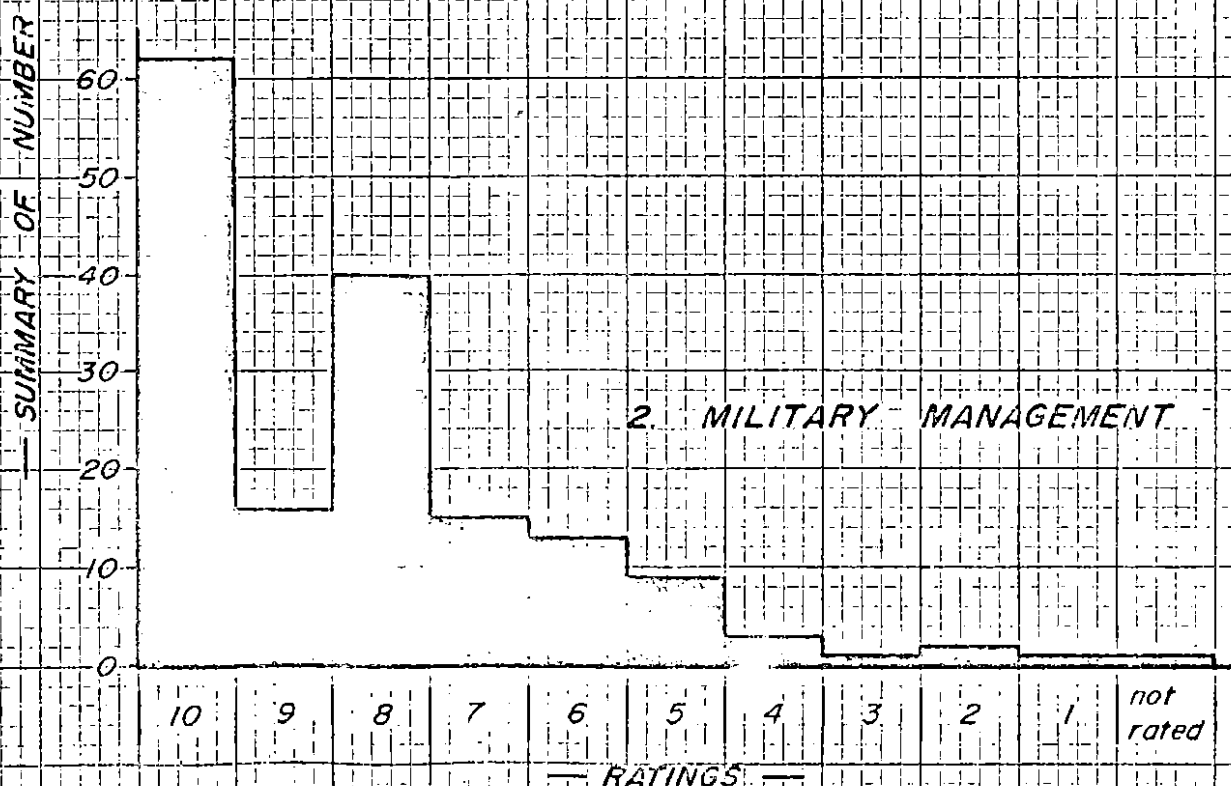 — SUMMARY OF NUMBER
60
50
40
30
20
10
0
2. MILITARY MANAGEMENT
10 9 8 7 6 5 4 3 2 1 not rated
— RATINGS —